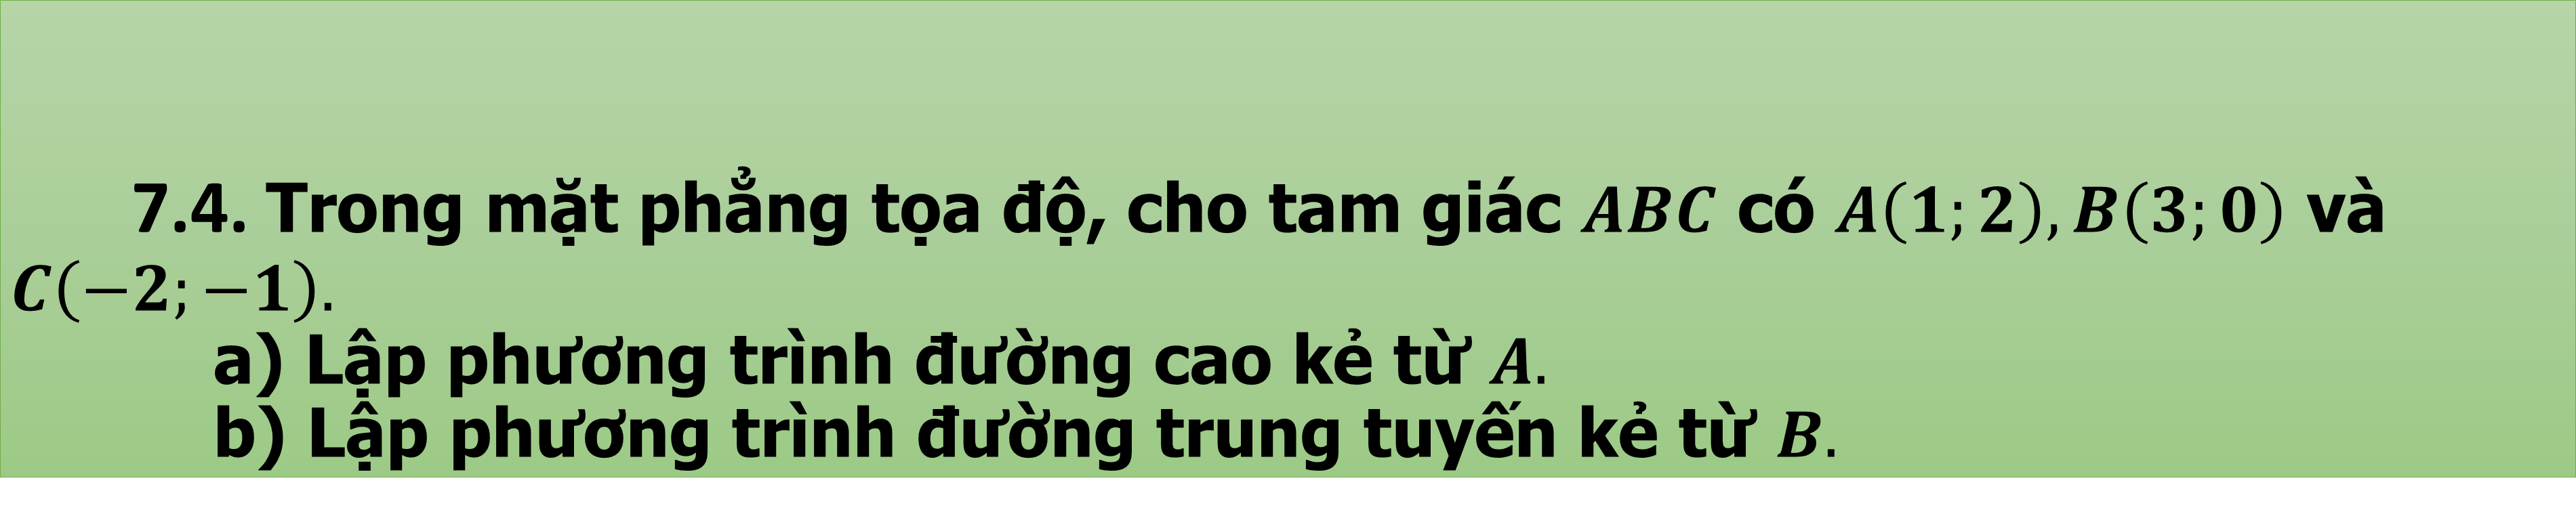 7.4. Trong mặt phẳng tọa độ, cho tam giác ABC có A(1; 2), B(3; 0) và
C(−2; −1).
a) Lập phương trình đường cao kẻ từ A.
b) Lập phương trình đường trung tuyến kẻ từ B.